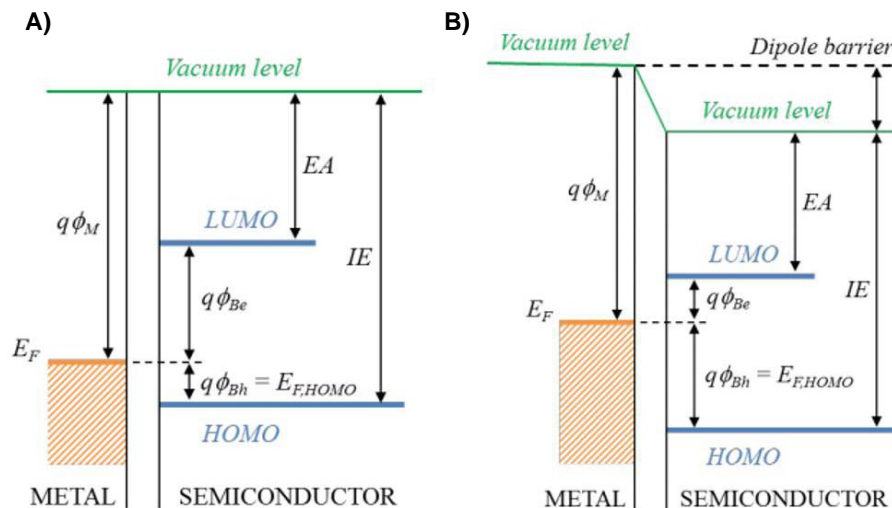 A)
Vacuum level
EA
qϕM
LUMO
IE
qϕBe
EF
qϕBh = EF,HOMO
HOMO
METAL
SEMICONDUCTOR
B)
Vacuum level
Dipole barrier
Vacuum level
qϕM
EA
LUMO
IE
qϕBe
EF
qϕBh = EF,HOMO
HOMO
METAL
SEMICONDUCTOR